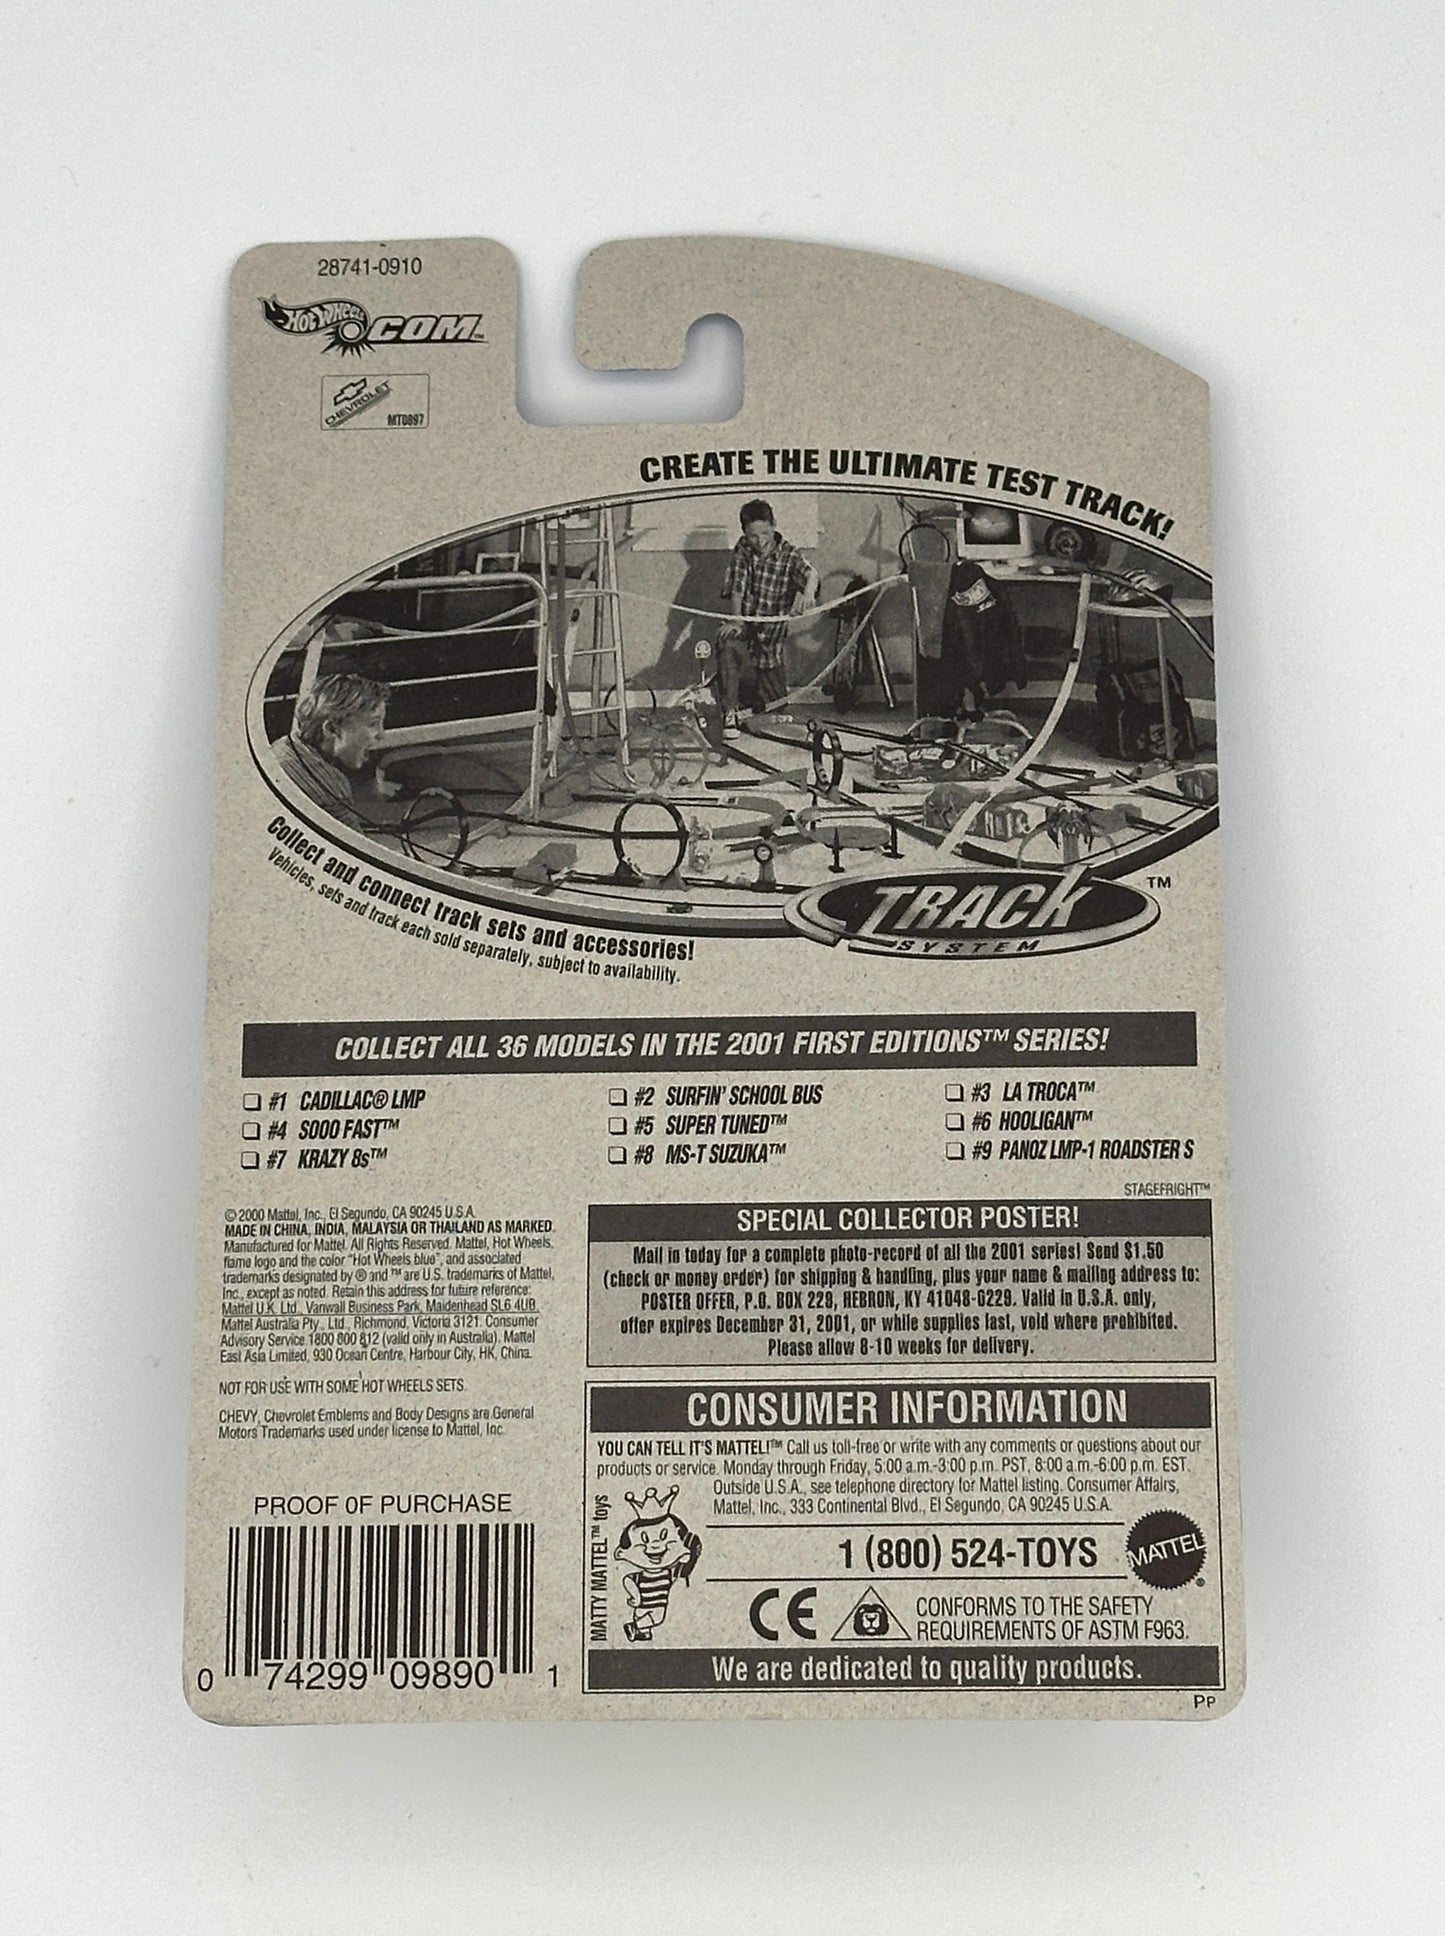 28741-0910
HOT WHEELS .COM™
CHEVROLET
MT0897
CREATE THE ULTIMATE TEST TRACK!
Collect and connect track sets and accessories!
Vehicles, sets and track each sold separately, subject to availability.
TRACK™
SYSTEM
COLLECT ALL 36 MODELS IN THE 2001 FIRST EDITIONS™ SERIES!
❏ #1 CADILLAC® LMP
❏ #2 SURFIN' SCHOOL BUS
❏ #3 LA TROCA™
❏ #4 SOOO FAST™
❏ #5 SUPER TUNED™
❏ #6 HOOLIGAN™
❏ #7 KRAZY 8s™
❏ #8 MS-T SUZUKA™
❏ #9 PANOZ LMP-1 ROADSTER S
STAGEFRIGHT™
© 2000 Mattel, Inc., El Segundo, CA 90245 U.S.A.
MADE IN CHINA, INDIA, MALAYSIA OR THAILAND AS MARKED.
Manufactured for Mattel. All Rights Reserved. Mattel, Hot Wheels,
flame logo and the color "Hot Wheels blue", and associated
trademarks designated by ® and ™ are U.S. trademarks of Mattel,
Inc., except as noted. Retain this address for future reference:
Mattel U.K. Ltd., Vanwall Business Park, Maidenhead SL6 4UB.
Mattel Australia Pty., Ltd., Richmond, Victoria 3121. Consumer
Advisory Service 1800 800 812 (valid only in Australia). Mattel
East Asia Limited, 930 Ocean Centre, Harbour City, HK, China.
NOT FOR USE WITH SOME HOT WHEELS SETS.
CHEVY, Chevrolet Emblems and Body Designs are General
Motors Trademarks used under license to Mattel, Inc.
SPECIAL COLLECTOR POSTER!
Mail in today for a complete photo-record of all the 2001 series! Send $1.50
(check or money order) for shipping & handling, plus your name & mailing address to:
POSTER OFFER, P.O. BOX 229, HEBRON, KY 41048-0229. Valid in U.S.A. only,
offer expires December 31, 2001, or while supplies last, void where prohibited.
Please allow 8-10 weeks for delivery.
CONSUMER INFORMATION
YOU CAN TELL IT'S MATTEL!™ Call us toll-free or write with any comments or questions about our
products or service. Monday through Friday, 5:00 a.m.-3:00 p.m. PST, 8:00 a.m.-6:00 p.m. EST.
Outside U.S.A., see telephone directory for Mattel listing. Consumer Affairs,
Mattel, Inc., 333 Continental Blvd., El Segundo, CA 90245 U.S.A.
MATTY MATTEL™ toys
1 (800) 524-TOYS
MATTEL®
CE
CONFORMS TO THE SAFETY
REQUIREMENTS OF ASTM F963.
We are dedicated to quality products.
PP
PROOF OF PURCHASE
0 74299 09890 1